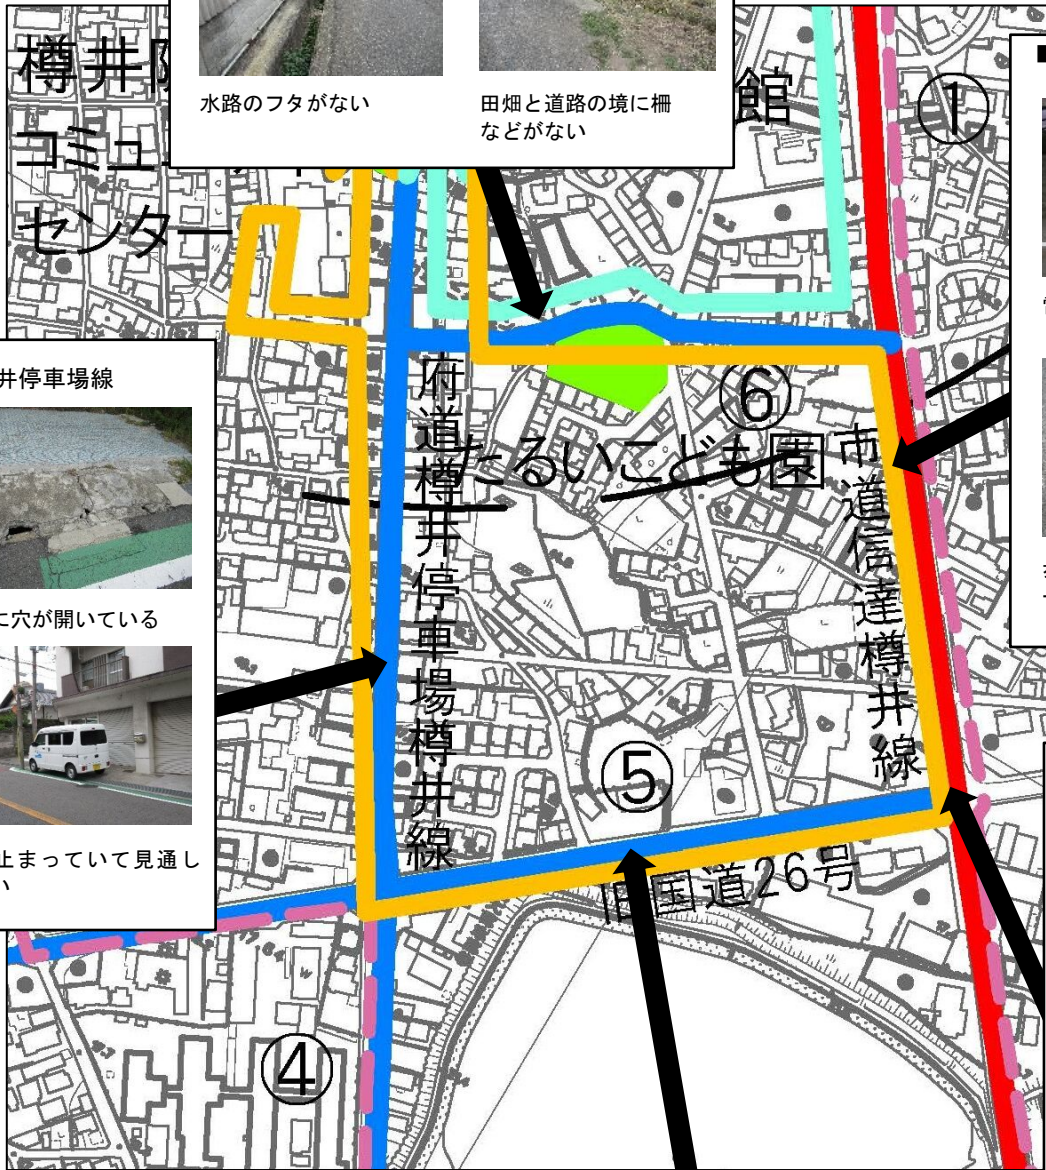 水路のフタがない
田畑と道路の境に柵
などがない
樽井
コミュ
センター
館
①
井停車場線
に穴が開いている
止まっていて見通し
い
府道樽井停車場樽井線
たるいこども園
⑥
市道信達樽井線
⑤
旧国道26号
④